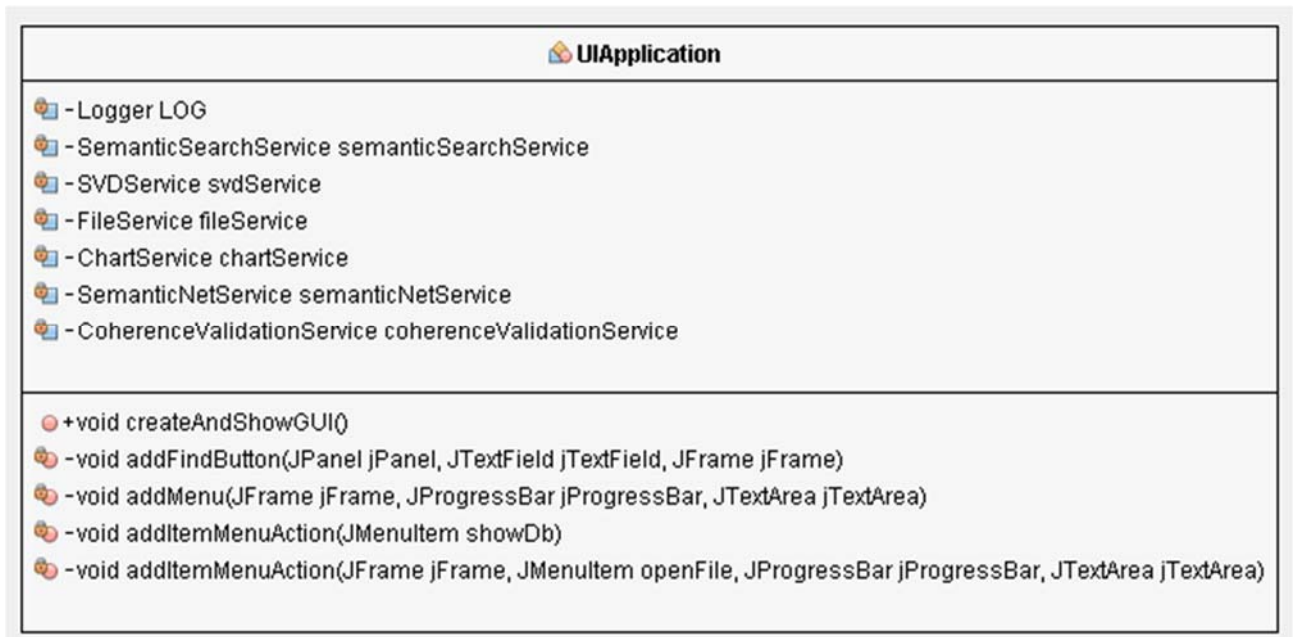 UIApplication
-Logger LOG
-SemanticSearchService semanticSearchService
-SVDService svdService
-FileService fileService
-ChartService chartService
-SemanticNetService semanticNetService
-CoherenceValidationService coherenceValidationService
+void createAndShowGUI()
-void addFindButton(JPanel jPanel, JTextField jTextField, JFrame jFrame)
-void addMenu(JFrame jFrame, JProgressBar jProgressBar, JTextArea jTextArea)
-void addItemMenuAction(JMenuItem showDb)
-void addItemMenuAction(JFrame jFrame, JMenuItem openFile, JProgressBar jProgressBar, JTextArea jTextArea)